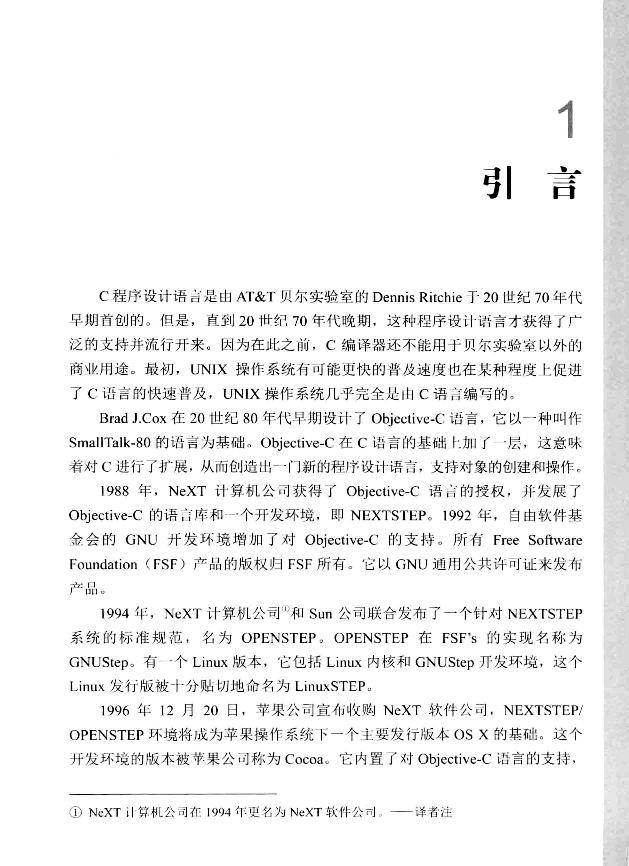 1
引 言
C 程序设计语言是由 AT&T 贝尔实验室的 Dennis Ritchie 于 20 世纪 70 年代
早期首创的。但是，直到 20 世纪 70 年代晚期，这种程序设计语言才获得了广
泛的支持并流行开来。因为在此之前，C 编译器还不能用于贝尔实验室以外的
商业用途。最初，UNIX 操作系统有可能更快的普及速度也在某种程度上促进
了 C 语言的快速普及，UNIX 操作系统几乎完全是由 C 语言编写的。
Brad J.Cox 在 20 世纪 80 年代早期设计了 Objective-C 语言，它以一种叫作
SmallTalk-80 的语言为基础。Objective-C 在 C 语言的基础上加了一层，这意味
着对 C 进行了扩展，从而创造出一门新的程序设计语言，支持对象的创建和操作。
1988 年，NeXT 计算机公司获得了 Objective-C 语言的授权，并发展了
Objective-C 的语言库和一个开发环境，即 NEXTSTEP。1992 年，自由软件基
金会的 GNU 开发环境增加了对 Objective-C 的支持。所有 Free Software
Foundation（FSF）产品的版权归 FSF 所有。它以 GNU 通用公共许可证来发布
产品。
1994 年，NeXT 计算机公司①和 Sun 公司联合发布了一个针对 NEXTSTEP
系统的标准规范，名为 OPENSTEP。OPENSTEP 在 FSF's 的实现名称为
GNUStep。有一个 Linux 版本，它包括 Linux 内核和 GNUStep 开发环境，这个
Linux 发行版被十分贴切地命名为 LinuxSTEP。
1996 年 12 月 20 日，苹果公司宣布收购 NeXT 软件公司，NEXTSTEP/
OPENSTEP 环境将成为苹果操作系统下一个主要发行版本 OS X 的基础。这个
开发环境的版本被苹果公司称为 Cocoa。它内置了对 Objective-C 语言的支持，
① NeXT 计算机公司在 1994 年更名为 NeXT 软件公司。——译者注